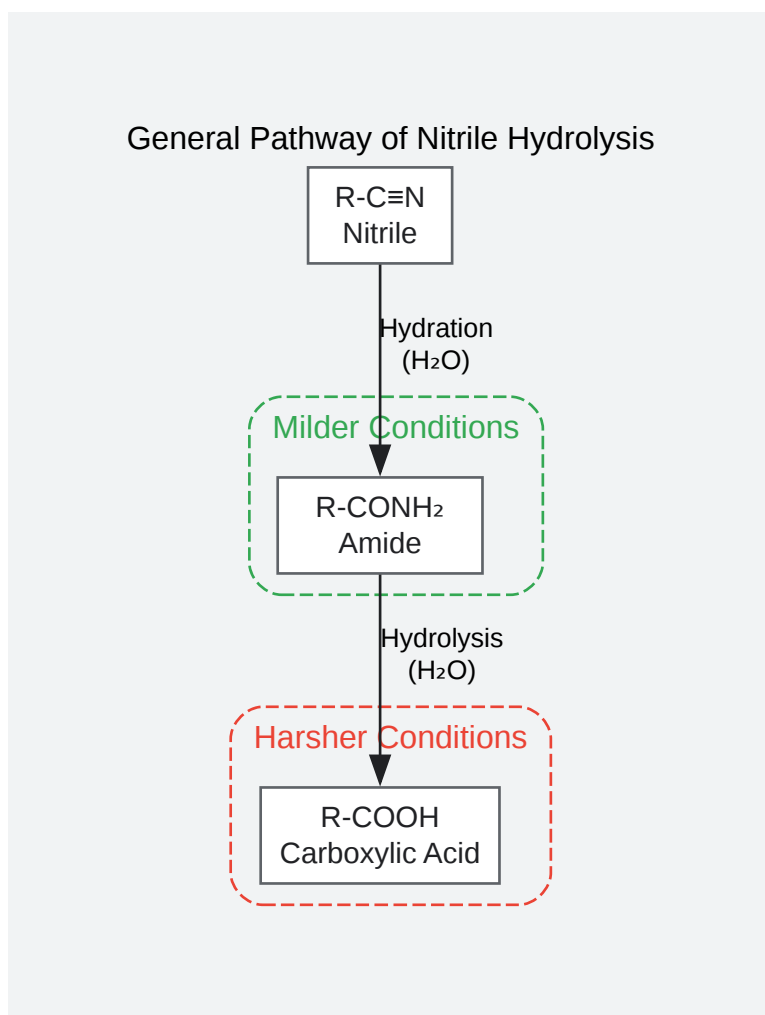 General Pathway of Nitrile Hydrolysis
R-C≡N
Nitrile
Hydration
(H₂O)
Milder Conditions
R-CONH₂
Amide
Hydrolysis
(H₂O)
Harsher Conditions
R-COOH
Carboxylic Acid